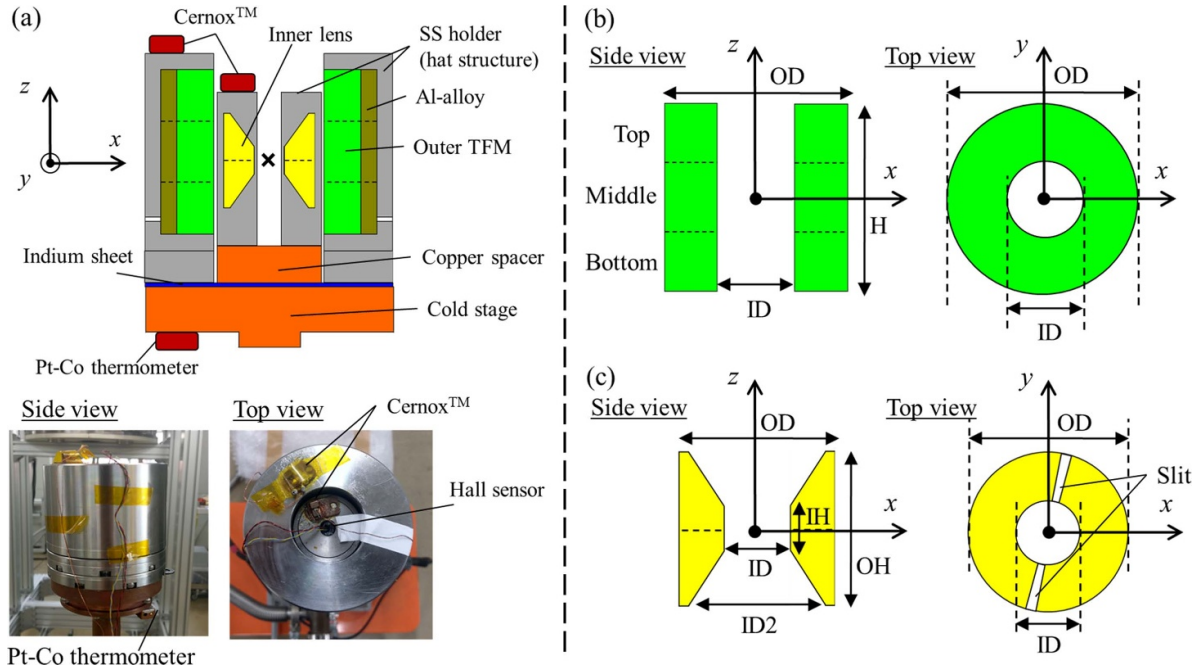 (a)
Cernox™
Inner lens
SS holder
(hat structure)
Al-alloy
Outer TFM
z
x
y
Indium sheet
Copper spacer
Cold stage
Pt-Co thermometer
Side view
Top view
Cernox™
Hall sensor
Pt-Co thermometer
(b)
Side view
z
OD
Top
Middle
Bottom
x
H
ID
Top view
y
OD
x
ID
(c)
Side view
z
OD
x
IH
ID
OH
ID2
Top view
y
OD
Slit
x
ID